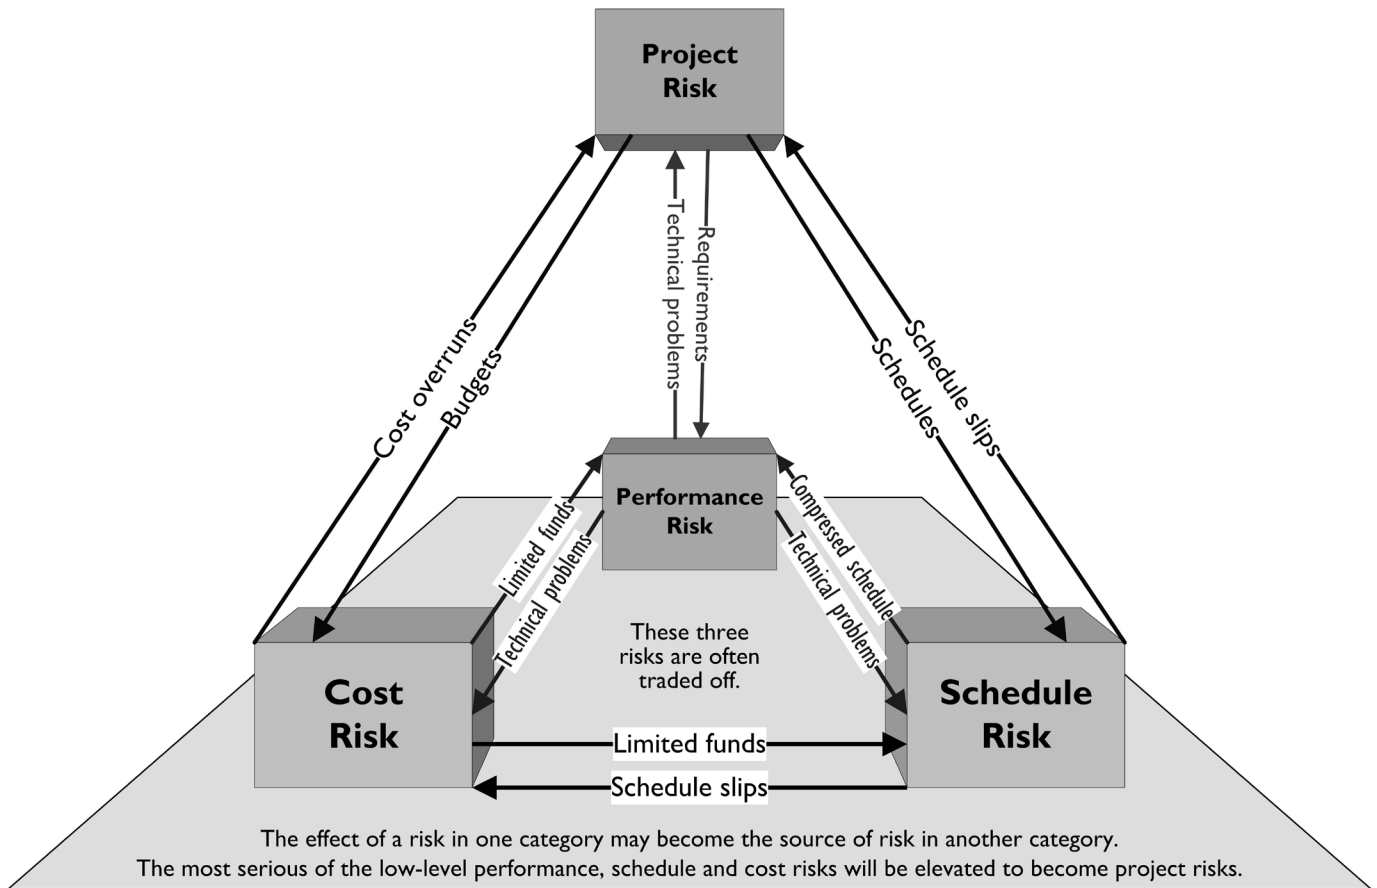 Project
Risk
Technical problems
Requirements
Cost overruns
Budgets
Schedules
Schedule slips
Performance
Risk
Limited funds
Technical problems
Compressed schedule
Technical problems
These three
risks are often
traded off.
Cost
Risk
Schedule
Risk
Limited funds
Schedule slips
The effect of a risk in one category may become the source of risk in another category.
The most serious of the low-level performance, schedule and cost risks will be elevated to become project risks.